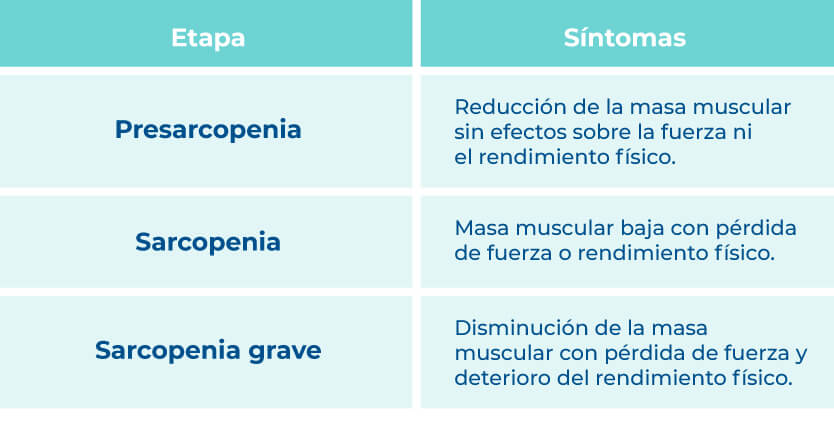 Etapa
Síntomas
Presarcopenia
Reducción de la masa muscular
sin efectos sobre la fuerza ni
el rendimiento físico.
Sarcopenia
Masa muscular baja con pérdida
de fuerza o rendimiento físico.
Sarcopenia grave
Disminución de la masa
muscular con pérdida de fuerza y
deterioro del rendimiento físico.